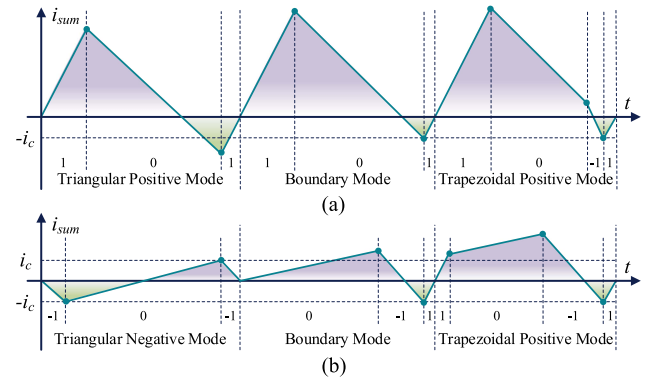 i_sum
t
-i_c
1 0 1 1 0 1 1 0 -1 1
Triangular Positive Mode Boundary Mode Trapezoidal Positive Mode
(a)
i_sum
i_c
t
-i_c
-1 0 -1 0 -1 1 1 0 -1 1
Triangular Negative Mode Boundary Mode Trapezoidal Positive Mode
(b)